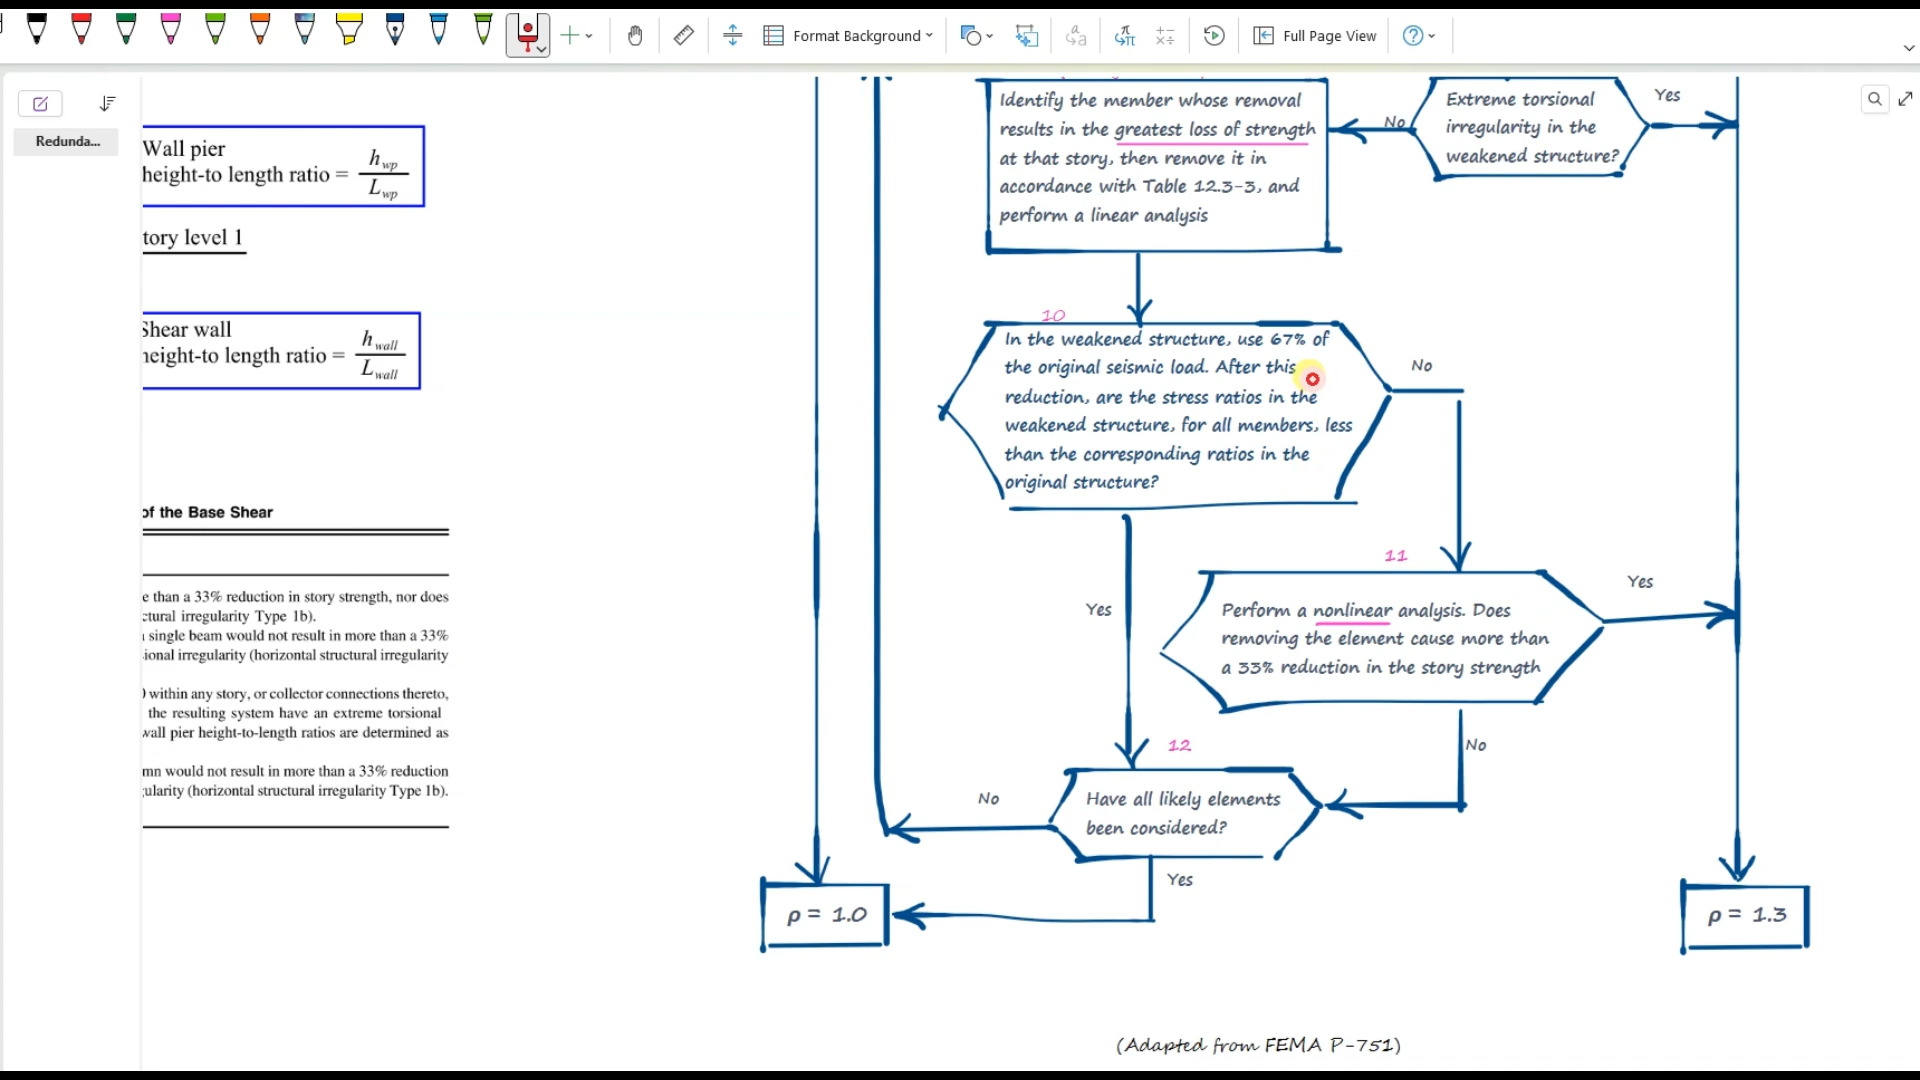 Format Background
Full Page View
Redunda...
Wall pier
height-to length ratio = h wp / L wp
tory level 1
Shear wall
height-to length ratio = h wall / L wall
of the Base Shear
e than a 33% reduction in story strength, nor does
ctural irregularity Type 1b).
single beam would not result in more than a 33%
ional irregularity (horizontal structural irregularity
) within any story, or collector connections thereto,
the resulting system have an extreme torsional
wall pier height-to-length ratios are determined as
mn would not result in more than a 33% reduction
gularity (horizontal structural irregularity Type 1b).
Identify the member whose removal
results in the greatest loss of strength
at that story, then remove it in
accordance with Table 12.3-3, and
perform a linear analysis
No
Extreme torsional
irregularity in the
weakened structure?
Yes
10
In the weakened structure, use 67% of
the original seismic load. After this
reduction, are the stress ratios in the
weakened structure, for all members, less
than the corresponding ratios in the
original structure?
No
Yes
11
Perform a nonlinear analysis. Does
removing the element cause more than
a 33% reduction in the story strength
Yes
No
12
Have all likely elements
been considered?
No
Yes
ρ = 1.0
ρ = 1.3
(Adapted from FEMA P-751)